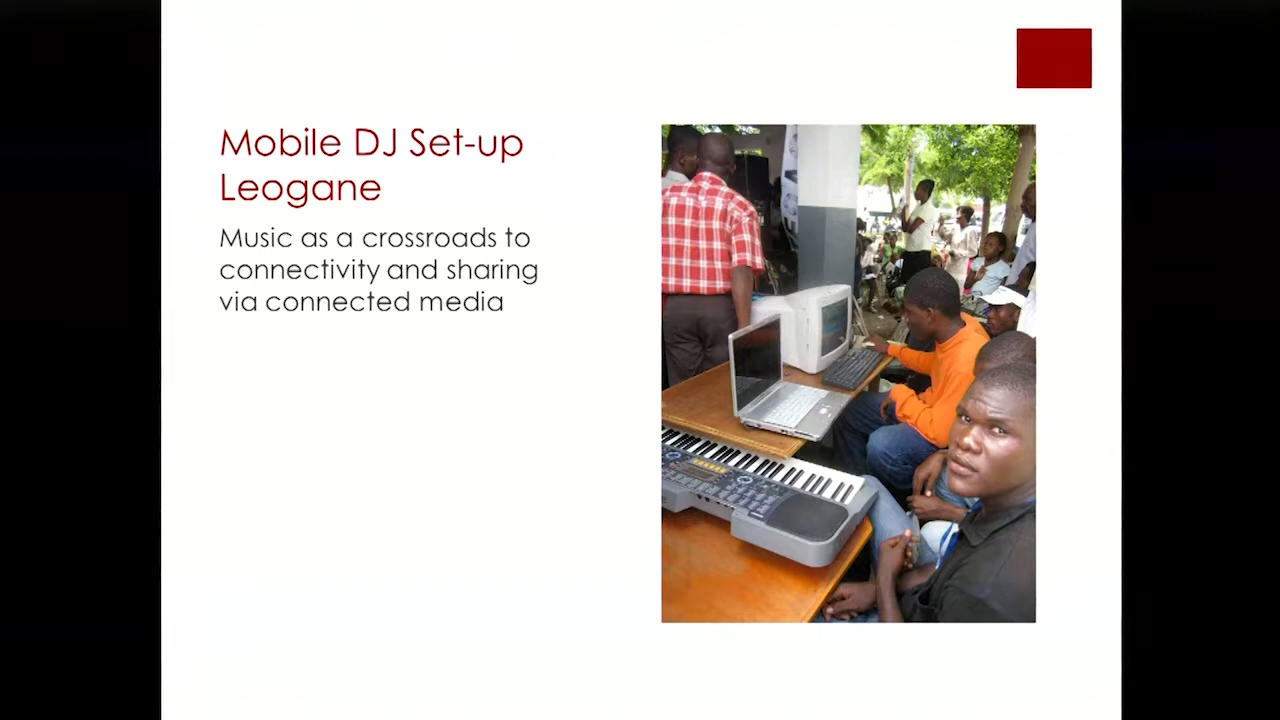 Mobile DJ Set-up
Leogane
Music as a crossroads to
connectivity and sharing
via connected media